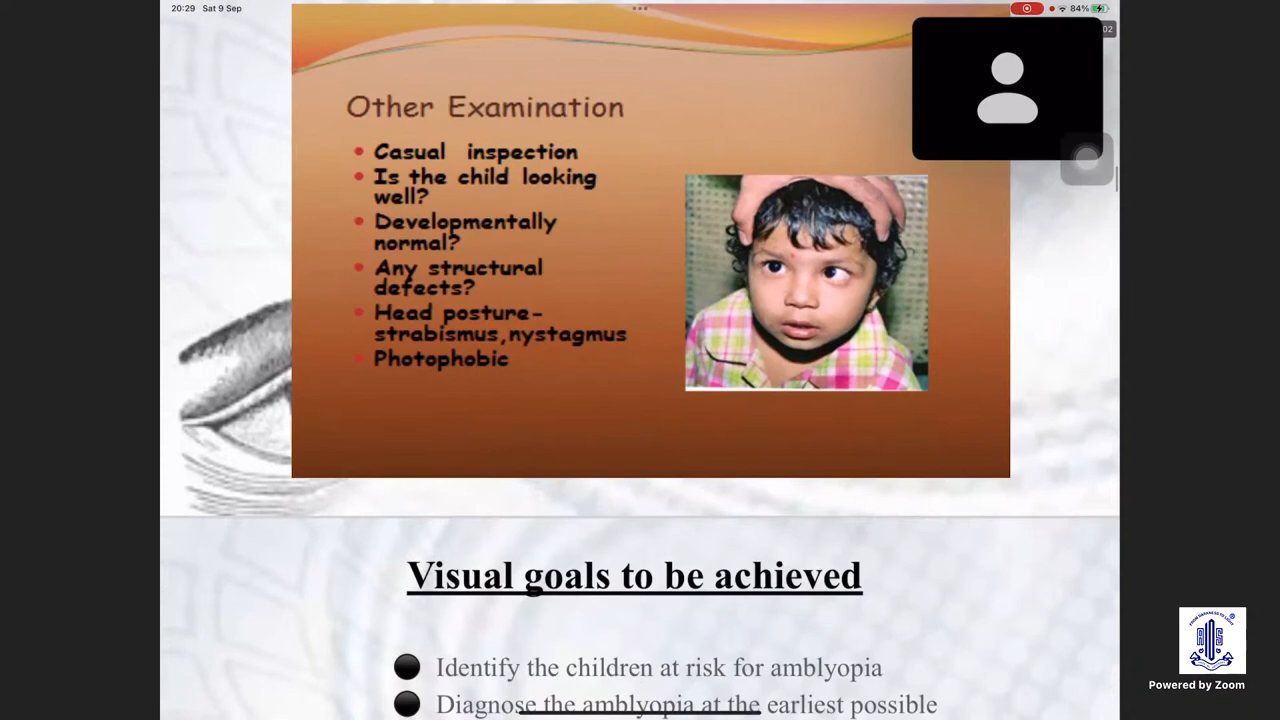 20:29 Sat 9 Sep
84%
02
Other Examination
Casual inspection
Is the child looking
well?
Developmentally
normal?
Any structural
defects?
Head posture-
strabismus,nystagmus
Photophobic
Visual goals to be achieved
Identify the children at risk for amblyopia
Diagnose the amblyopia at the earliest possible
Powered by Zoom